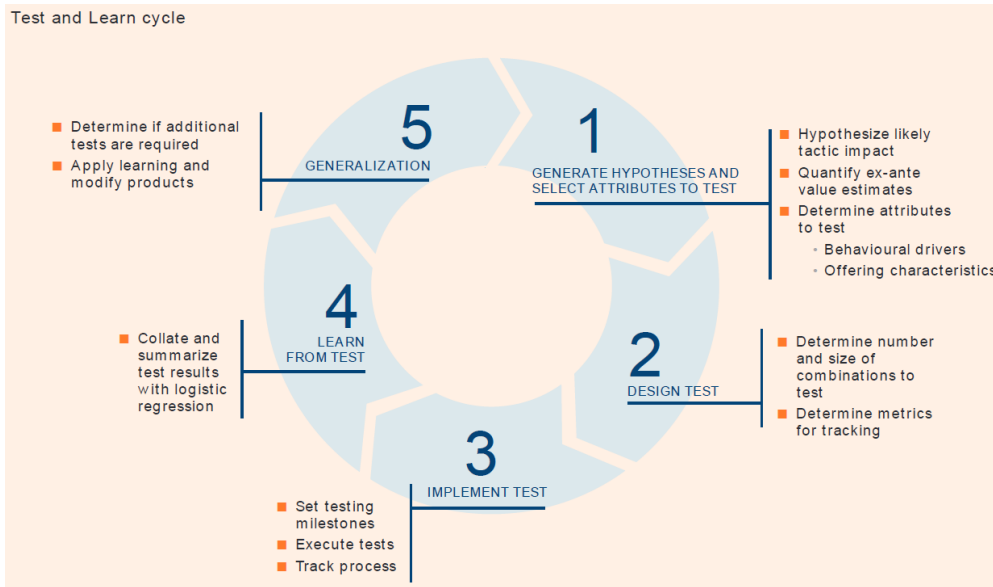 Test and Learn cycle
1
GENERATE HYPOTHESES AND
SELECT ATTRIBUTES TO TEST
Hypothesize likely
tactic impact
Quantify ex-ante
value estimates
Determine attributes
to test
Behavioural drivers
Offering characteristics
2
DESIGN TEST
Determine number
and size of
combinations to
test
Determine metrics
for tracking
3
IMPLEMENT TEST
Set testing
milestones
Execute tests
Track process
4
LEARN
FROM TEST
Collate and
summarize
test results
with logistic
regression
5
GENERALIZATION
Determine if additional
tests are required
Apply learning and
modify products